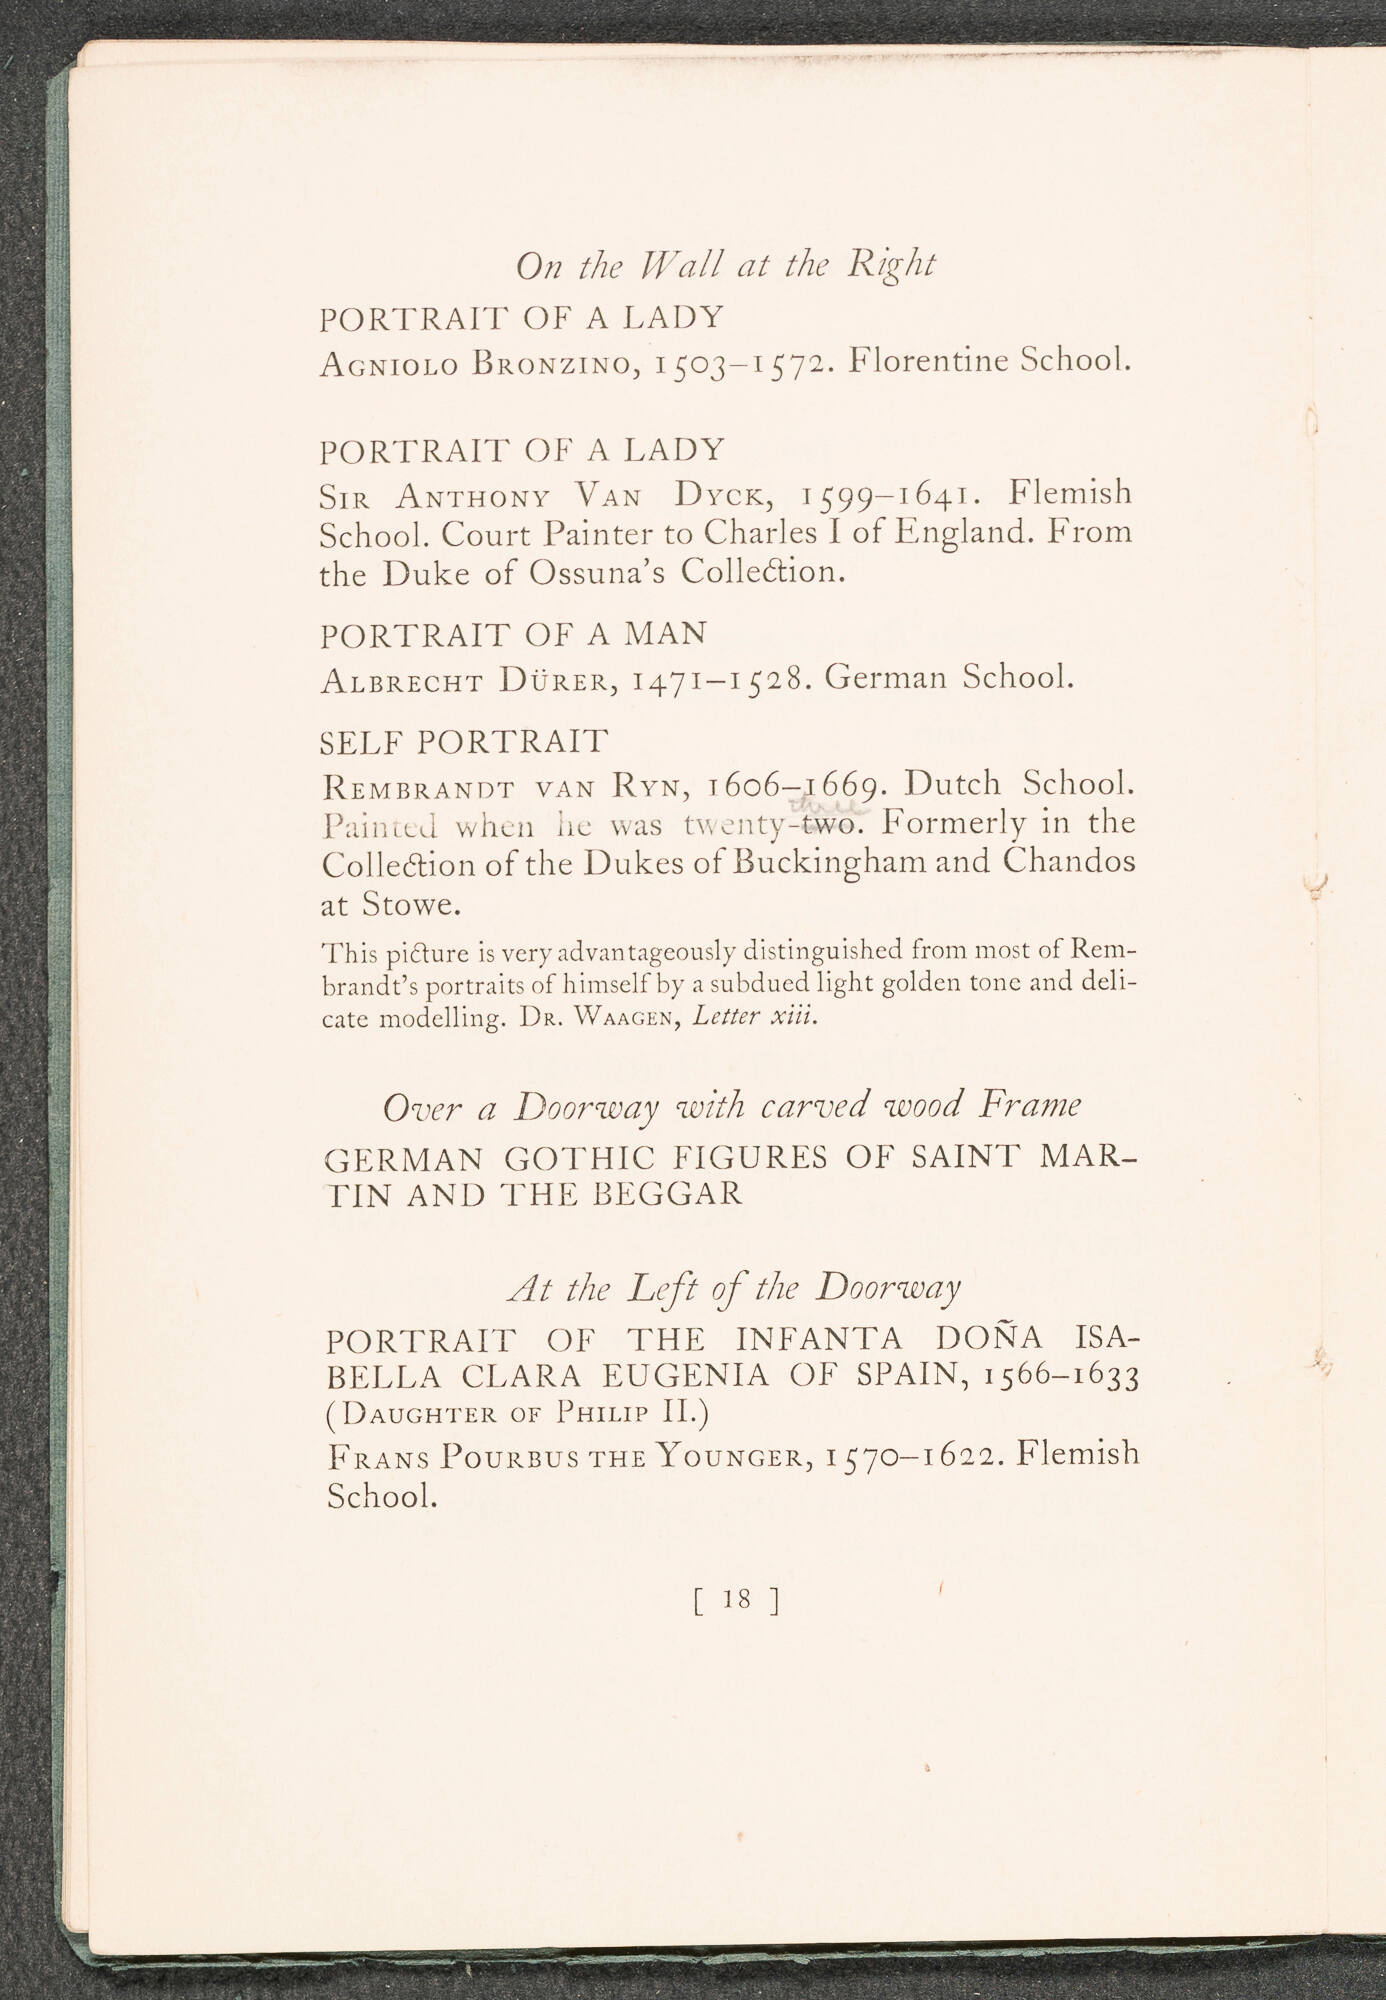 On the Wall at the Right
PORTRAIT OF A LADY
AGNIOLO BRONZINO, 1503–1572. Florentine School.
PORTRAIT OF A LADY
SIR ANTHONY VAN DYCK, 1599–1641. Flemish
School. Court Painter to Charles I of England. From
the Duke of Ossuna's Collection.
PORTRAIT OF A MAN
ALBRECHT DÜRER, 1471–1528. German School.
SELF PORTRAIT
REMBRANDT VAN RYN, 1606–1669. Dutch School.
three
Painted when he was twenty-two. Formerly in the
Collection of the Dukes of Buckingham and Chandos
at Stowe.
This picture is very advantageously distinguished from most of Rem-
brandt's portraits of himself by a subdued light golden tone and deli-
cate modelling. DR. WAAGEN, Letter xiii.
Over a Doorway with carved wood Frame
GERMAN GOTHIC FIGURES OF SAINT MAR-
TIN AND THE BEGGAR
At the Left of the Doorway
PORTRAIT OF THE INFANTA DOÑA ISA-
BELLA CLARA EUGENIA OF SPAIN, 1566–1633
(DAUGHTER OF PHILIP II.)
FRANS POURBUS THE YOUNGER, 1570–1622. Flemish
School.
[ 18 ]